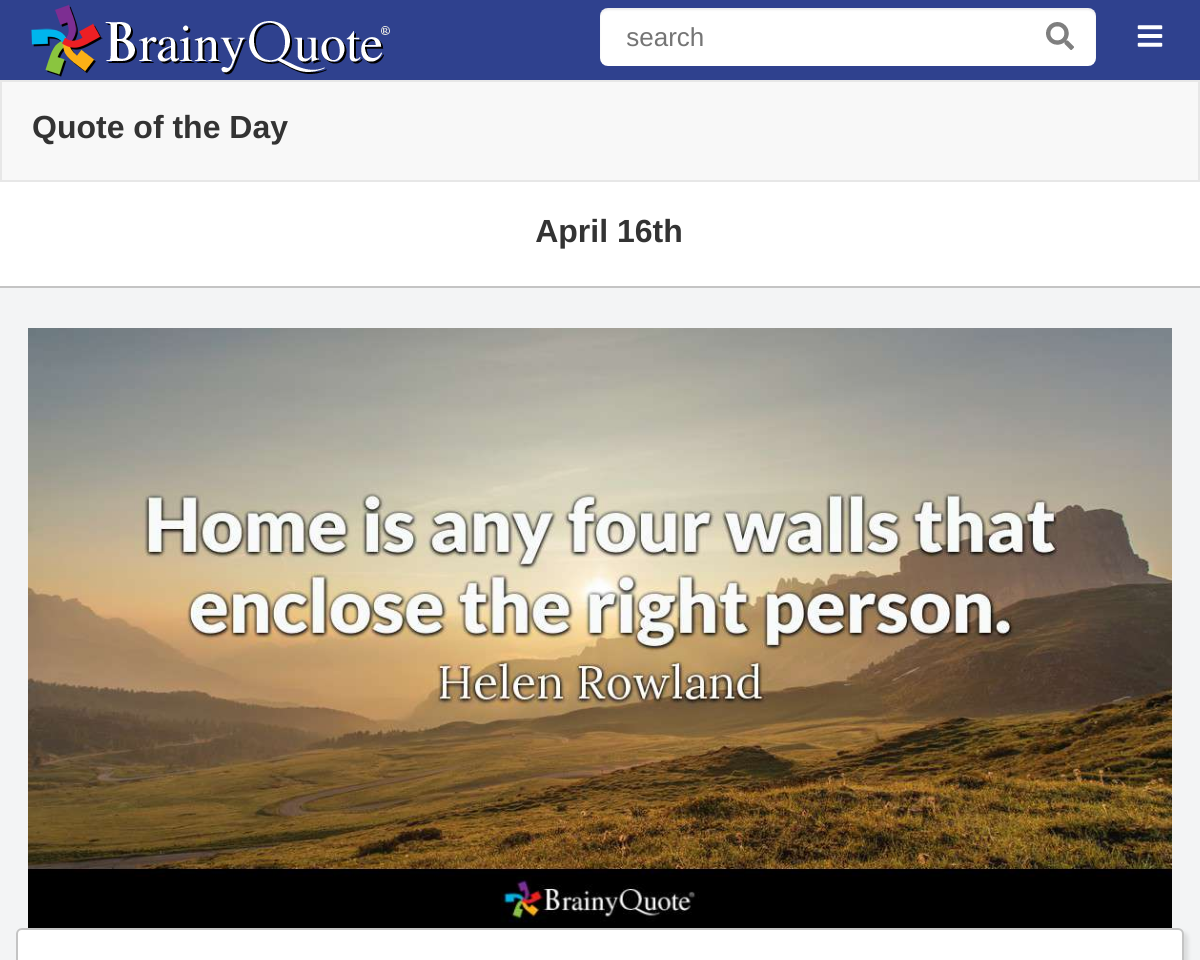 BrainyQuote®
search
Quote of the Day
April 16th
Home is any four walls that
enclose the right person.
Helen Rowland
BrainyQuote®